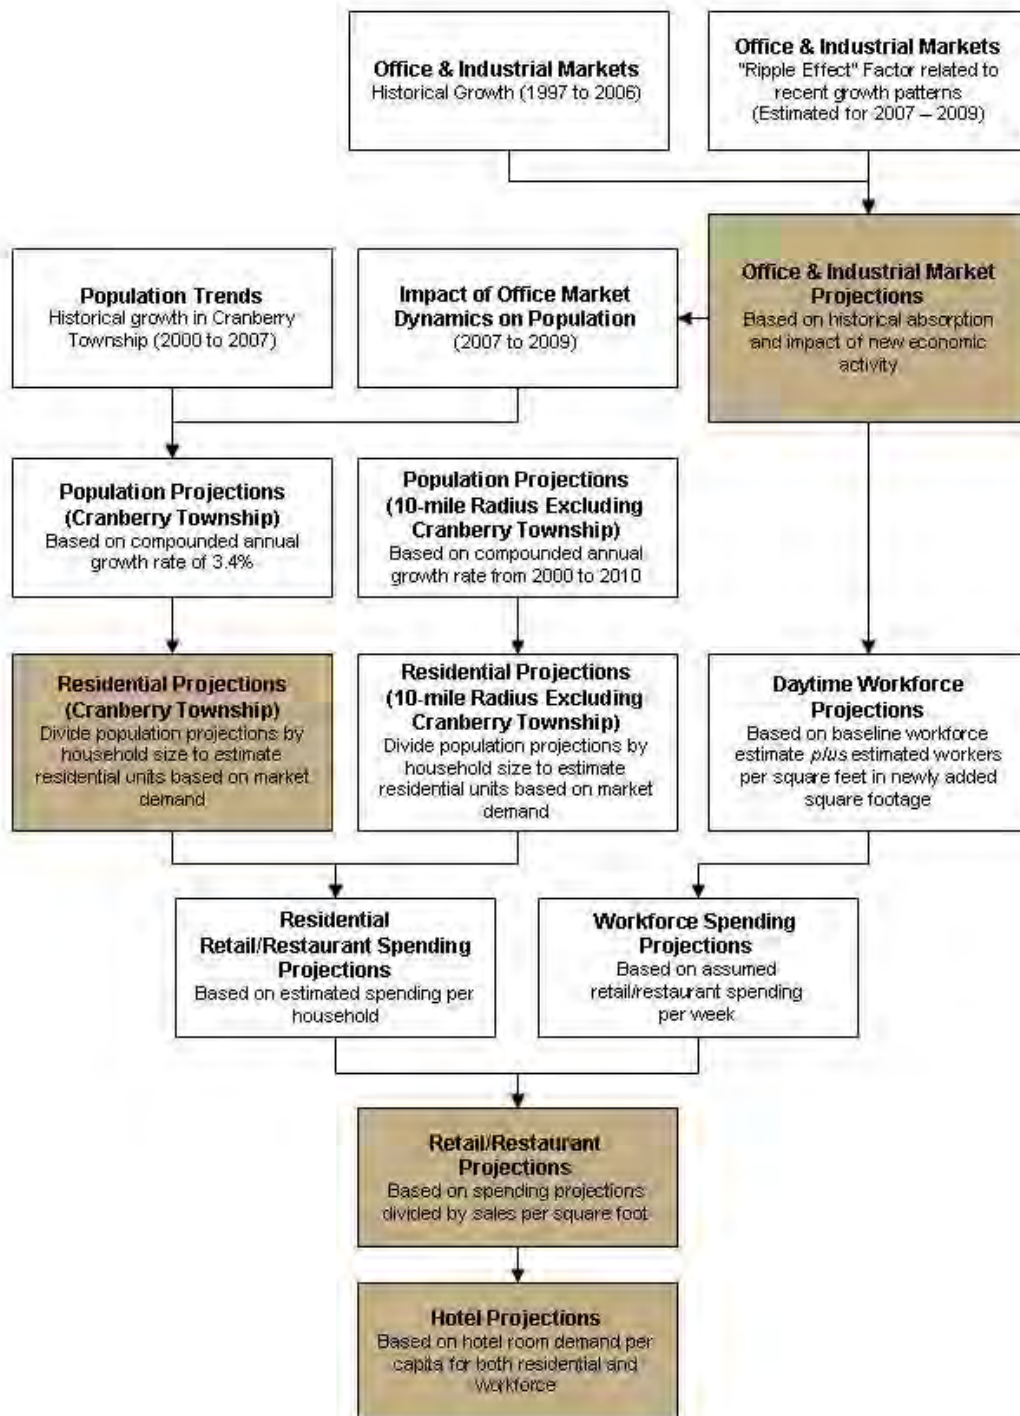 Office & Industrial Markets
Historical Growth (1997 to 2006)
Office & Industrial Markets
"Ripple Effect" Factor related to
recent growth patterns
(Estimated for 2007 – 2009)
Population Trends
Historical growth in Cranberry
Township (2000 to 2007)
Impact of Office Market
Dynamics on Population
(2007 to 2009)
Office & Industrial Market
Projections
Based on historical absorption
and impact of new economic
activity
Population Projections
(Cranberry Township)
Based on compounded annual
growth rate of 3.4%
Population Projections
(10-mile Radius Excluding
Cranberry Township)
Based on compounded annual
growth rate from 2000 to 2010
Residential Projections
(Cranberry Township)
Divide population projections by
household size to estimate
residential units based on market
demand
Residential Projections
(10-mile Radius Excluding
Cranberry Township)
Divide population projections by
household size to estimate
residential units based on market
demand
Daytime Workforce
Projections
Based on baseline workforce
estimate plus estimated workers
per square feet in newly added
square footage
Residential
Retail/Restaurant Spending
Projections
Based on estimated spending per
household
Workforce Spending
Projections
Based on assumed
retail/restaurant spending
per week
Retail/Restaurant
Projections
Based on spending projections
divided by sales per square foot
Hotel Projections
Based on hotel room demand per
capita for both residential and
workforce